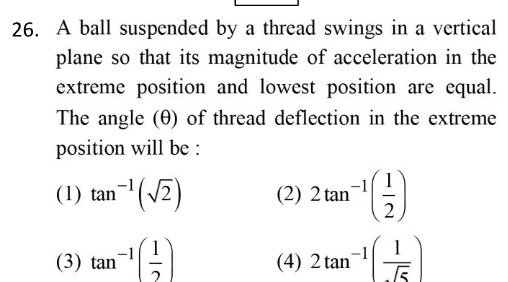 26. A ball suspended by a thread swings in a vertical
plane so that its magnitude of acceleration in the
extreme position and lowest position are equal.
The angle (θ) of thread deflection in the extreme
position will be :
(1) tan⁻¹(√2) (2) 2 tan⁻¹(1/2)
(3) tan⁻¹(1/2) (4) 2 tan⁻¹(1/√5)